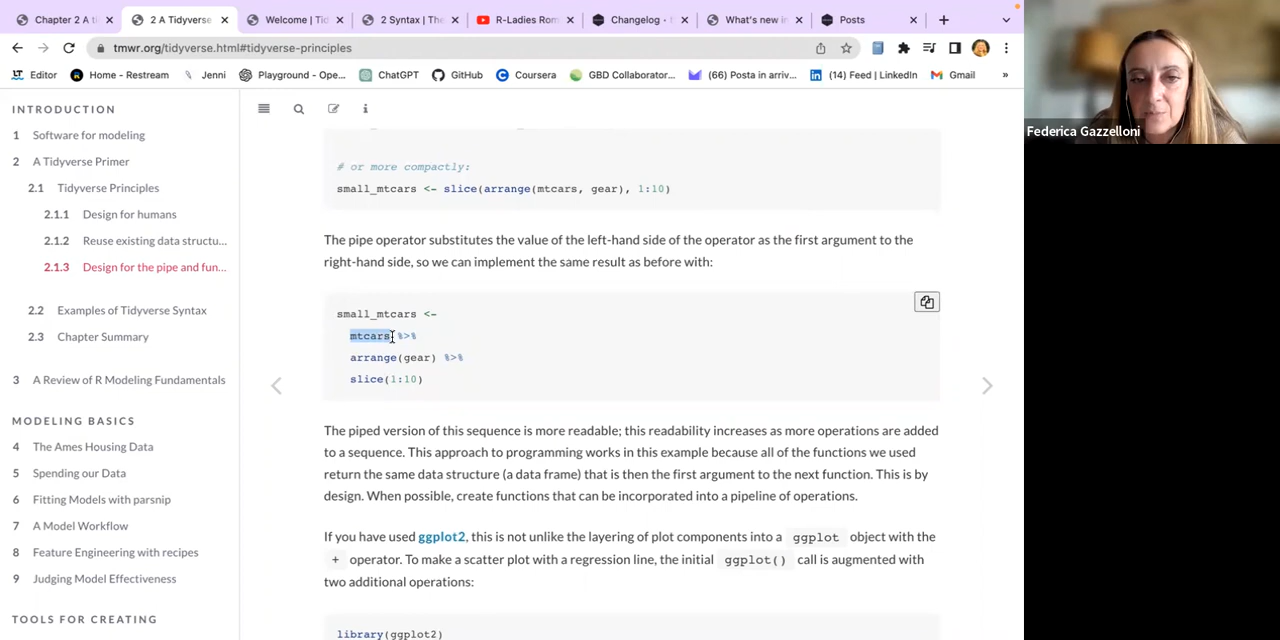 Chapter 2 A ti
2 A Tidyverse
Welcome | Tid
2 Syntax | The
R-Ladies Rom
Changelog •
What's new in
Posts
tmwr.org/tidyverse.html#tidyverse-principles
Editor
Home - Restream
Jenni
Playground - Ope...
ChatGPT
GitHub
Coursera
GBD Collaborator...
(66) Posta in arriv...
(14) Feed | LinkedIn
Gmail
»
INTRODUCTION
1 Software for modeling
2 A Tidyverse Primer
2.1 Tidyverse Principles
2.1.1 Design for humans
2.1.2 Reuse existing data structu...
2.1.3 Design for the pipe and fun...
2.2 Examples of Tidyverse Syntax
2.3 Chapter Summary
3 A Review of R Modeling Fundamentals
MODELING BASICS
4 The Ames Housing Data
5 Spending our Data
6 Fitting Models with parsnip
7 A Model Workflow
8 Feature Engineering with recipes
9 Judging Model Effectiveness
TOOLS FOR CREATING
# or more compactly:
small_mtcars <- slice(arrange(mtcars, gear), 1:10)
The pipe operator substitutes the value of the left-hand side of the operator as the first argument to the
right-hand side, so we can implement the same result as before with:
small_mtcars <-
mtcars %>%
arrange(gear) %>%
slice(1:10)
The piped version of this sequence is more readable; this readability increases as more operations are added
to a sequence. This approach to programming works in this example because all of the functions we used
return the same data structure (a data frame) that is then the first argument to the next function. This is by
design. When possible, create functions that can be incorporated into a pipeline of operations.
If you have used ggplot2, this is not unlike the layering of plot components into a ggplot object with the
+ operator. To make a scatter plot with a regression line, the initial ggplot() call is augmented with
two additional operations:
library(ggplot2)
Federica Gazzelloni